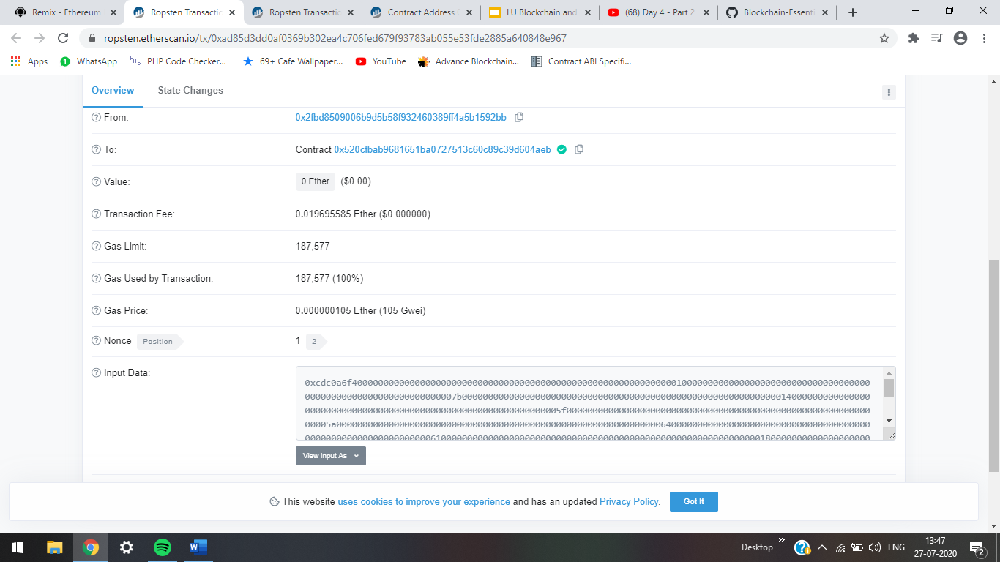 Remix - Ethereum
Ropsten Transactio
Ropsten Transactio
Contract Address
LU Blockchain and
(68) Day 4 - Part 2
Blockchain-Essent
ropsten.etherscan.io/tx/0xad85d3dd0af0369b302ea4c706fed679f93783ab055e53fde2885a640848e967
Apps
WhatsApp
PHP Code Checker...
69+ Cafe Wallpaper...
YouTube
Advance Blockchain...
Contract ABI Specifi...
Overview
State Changes
From:
0x2fbd8509006b9d5b58f932460389ff4a5b1592bb
To:
Contract 0x520cfbab9681651ba0727513c60c89c39d604aeb
Value:
0 Ether ($0.00)
Transaction Fee:
0.019695585 Ether ($0.000000)
Gas Limit:
187,577
Gas Used by Transaction:
187,577 (100%)
Gas Price:
0.000000105 Ether (105 Gwei)
Nonce Position
1 2
Input Data:
View Input As
This website uses cookies to improve your experience and has an updated Privacy Policy.
Got It
Desktop
ENG
13:47
27-07-2020
2